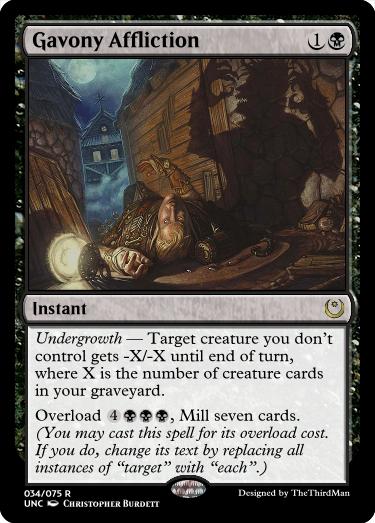 Gavony Affliction 1
Instant
Undergrowth — Target creature you don't
control gets -X/-X until end of turn,
where X is the number of creature cards
in your graveyard.
Overload 4, Mill seven cards.
(You may cast this spell for its overload cost.
If you do, change its text by replacing all
instances of “target” with “each”.)
034/075 R
UNC Christopher Burdett
Designed by TheThirdMan